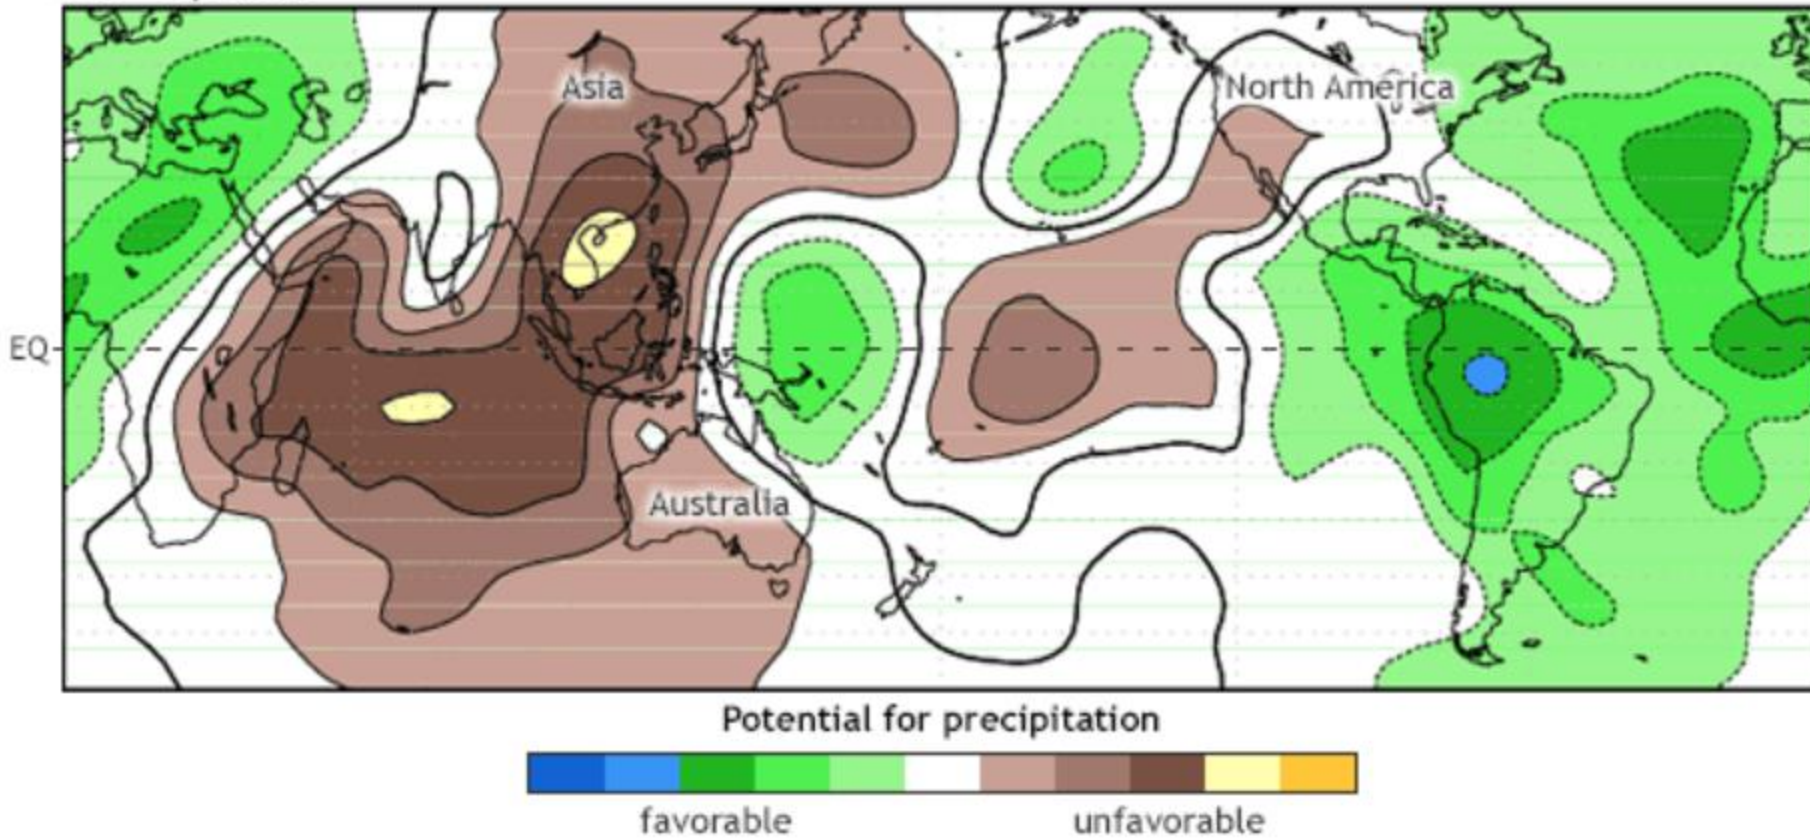 Asia
North America
EQ
Australia
Potential for precipitation
favorable
unfavorable